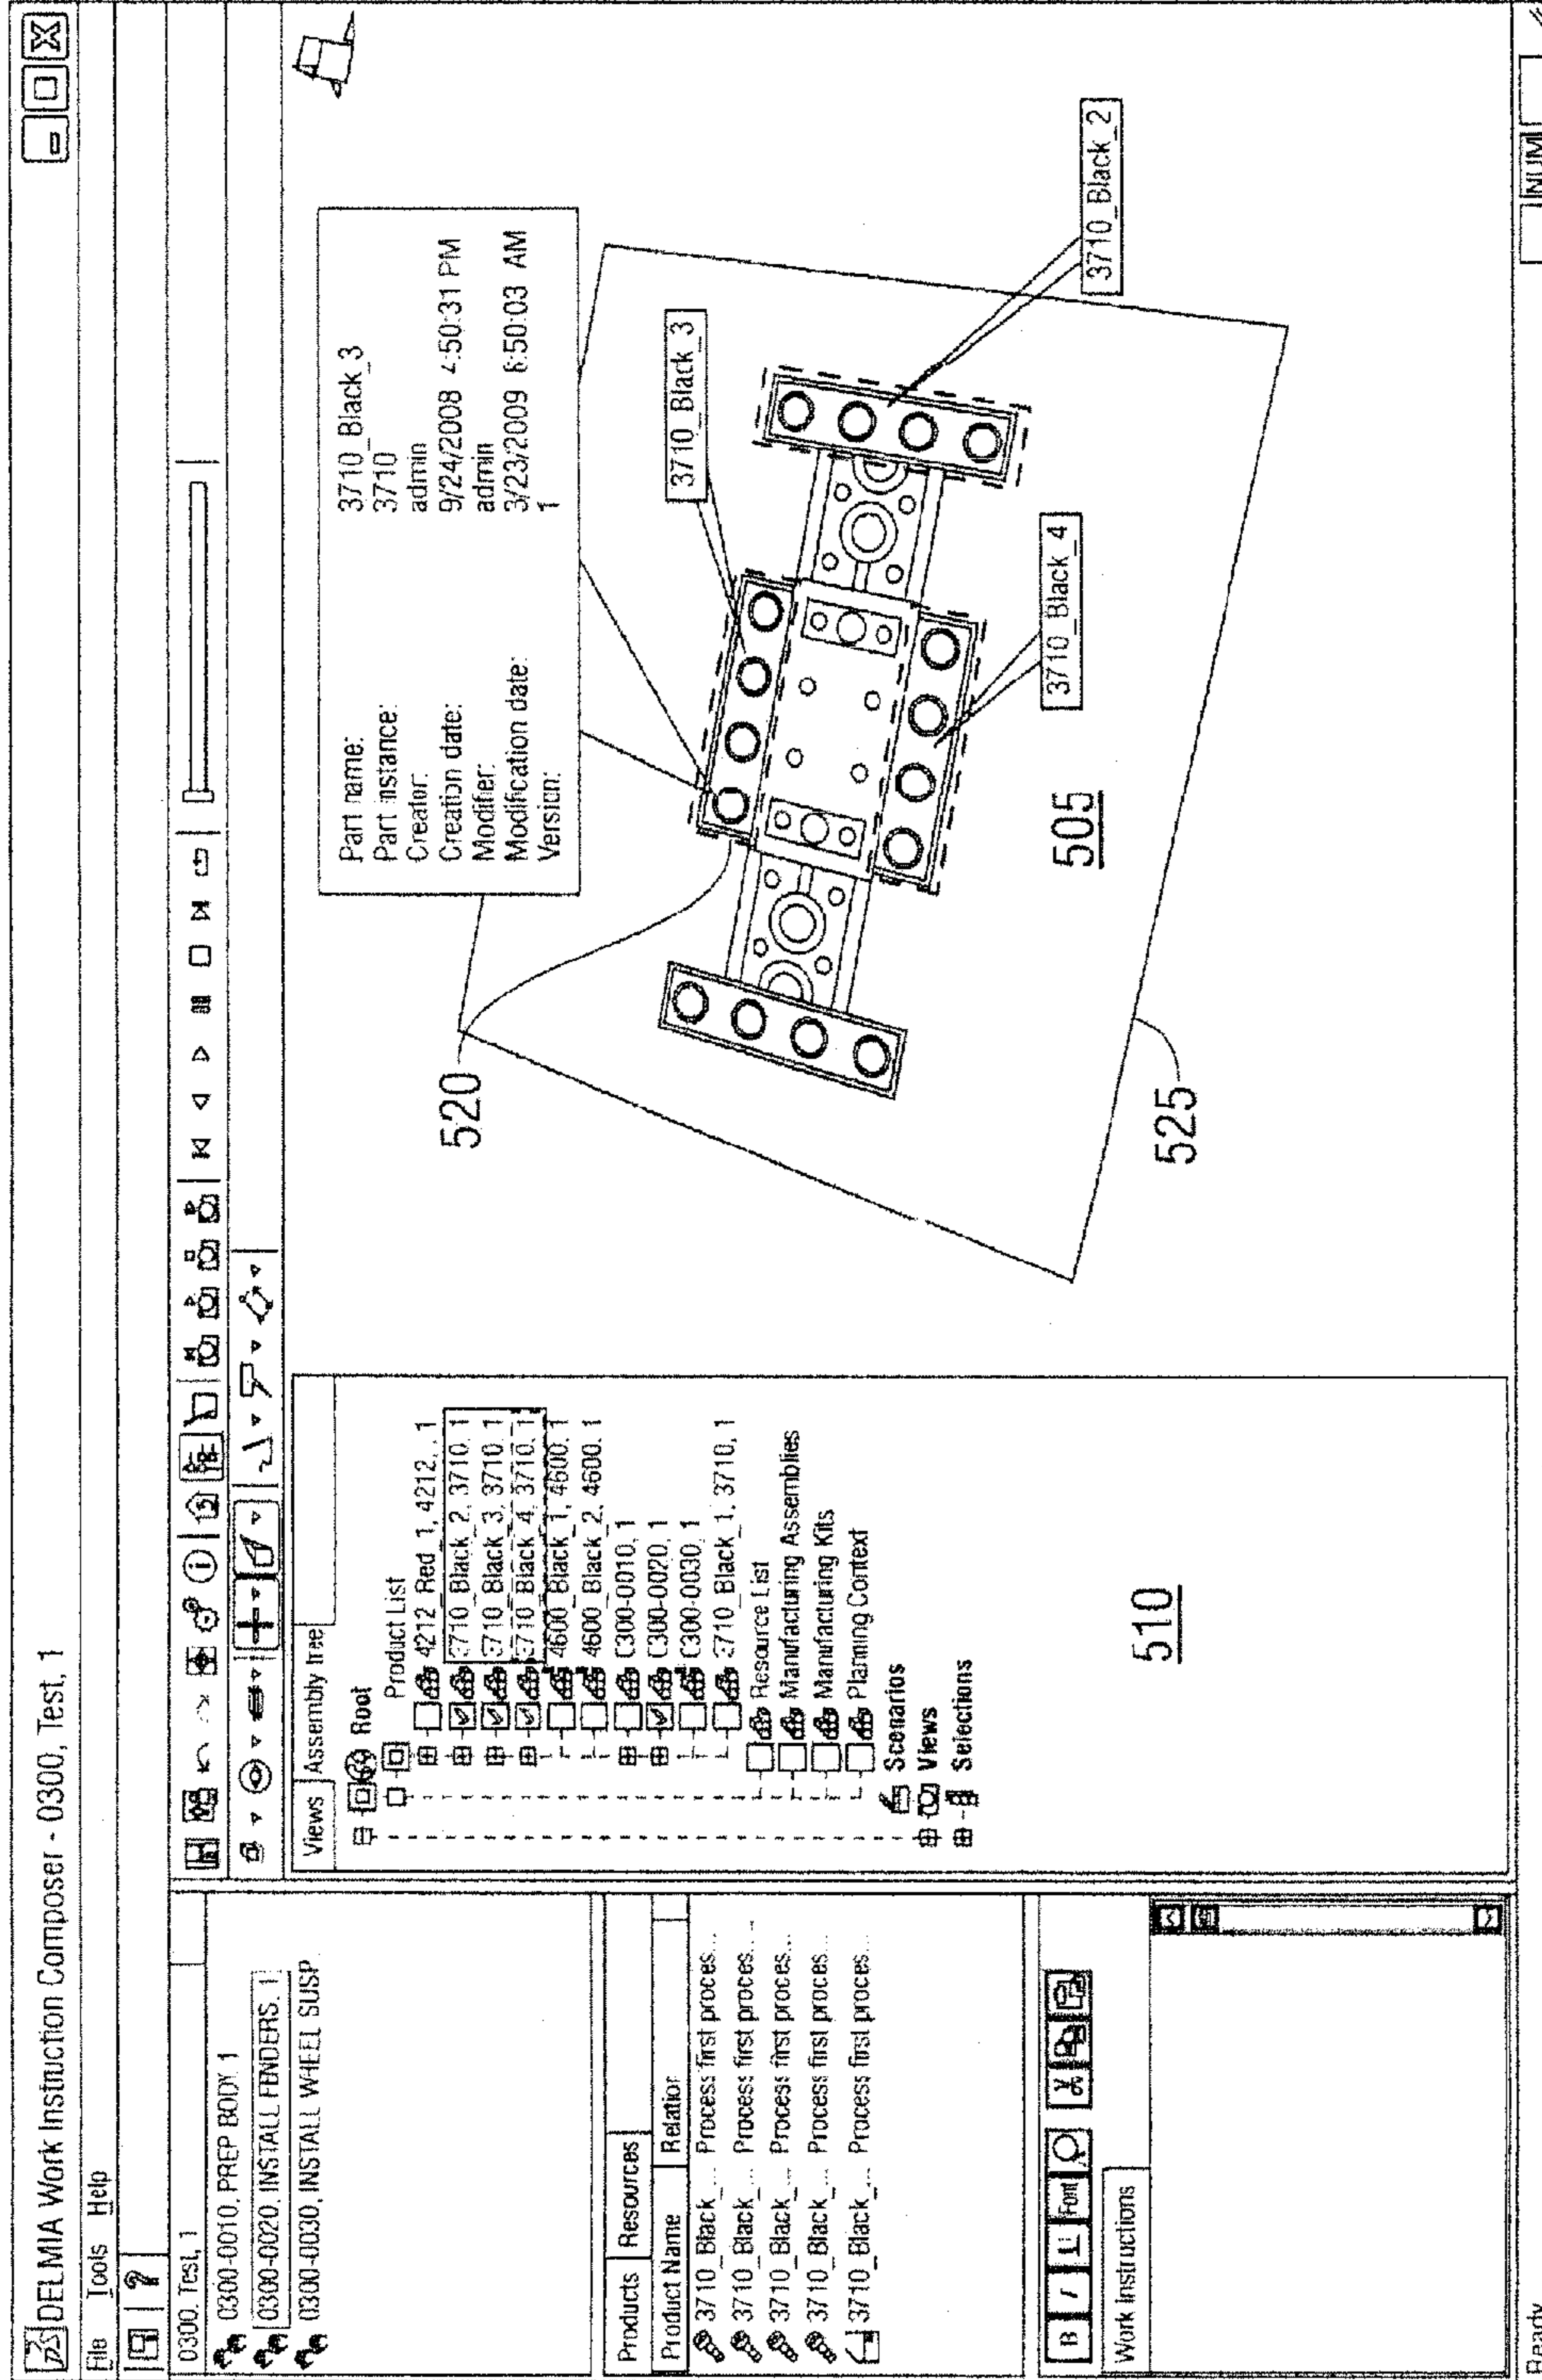 DELMIA Work Instruction Composer - 0300, Test, 1
File Tools Help
?
0300. Test, 1
0300-0010, PREP BODY, 1
0300-0020, INSTALL FENDERS, 1
0300-0030, INSTALL WHEEL SUSP
Products Resources
Product Name Relation
3710_Black_... Process first proces...
3710_Black_... Process first proces...
3710_Black_... Process first proces...
3710_Black_... Process first proces...
3710_Black_... Process first proces...
B I U Font
Work Instructions
Ready
Views Assembly tree
Root
Product List
4212_Red_1, 4212, , 1
3710_Black_2, 3710, 1
3710_Black_3, 3710, 1
3710_Black_4, 3710, 1
4600_Black_1, 4600, 1
4600_Black_2, 4600, 1
0300-0010, 1
0300-0020, 1
0300-0030, 1
3710_Black_1, 3710, 1
Resource List
Manufacturing Assemblies
Manufacturing Kits
Planning Context
Scenarios
Views
Selections
510
Part name: 3710_Black_3
Part instance: 3710
Creator: admin
Creation date: 9/24/2008 4:50:31 PM
Modifier: admin
Modification date: 3/23/2009 6:50:03 AM
Version: 1
520
3710_Black_3
3710_Black_2
3710_Black_4
505
525
NUM